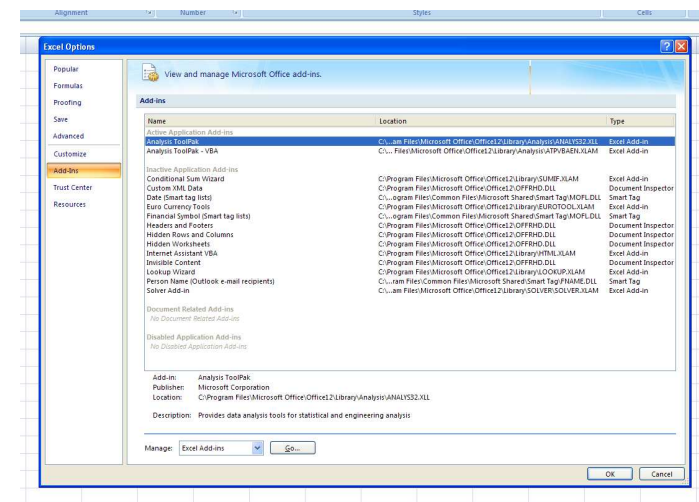 Alignment Number Styles Cells
Excel Options
Popular
Formulas
Proofing
Save
Advanced
Customize
Add-Ins
Trust Center
Resources
View and manage Microsoft Office add-ins.
Add-ins
Name Location Type
Active Application Add-ins
Analysis ToolPak C:\...am Files\Microsoft Office\Office12\Library\Analysis\ANALYS32.XLL Excel Add-in
Analysis ToolPak - VBA C:\... Files\Microsoft Office\Office12\Library\Analysis\ATPVBAEN.XLAM Excel Add-in
Inactive Application Add-ins
Conditional Sum Wizard C:\Program Files\Microsoft Office\Office12\Library\SUMIF.XLAM Excel Add-in
Custom XML Data C:\Program Files\Microsoft Office\Office12\OFFRHD.DLL Document Inspector
Date (Smart tag lists) C:\...ogram Files\Common Files\Microsoft Shared\Smart Tag\MOFL.DLL Smart Tag
Euro Currency Tools C:\Program Files\Microsoft Office\Office12\Library\EUROTOOL.XLAM Excel Add-in
Financial Symbol (Smart tag lists) C:\...ogram Files\Common Files\Microsoft Shared\Smart Tag\MOFL.DLL Smart Tag
Headers and Footers C:\Program Files\Microsoft Office\Office12\OFFRHD.DLL Document Inspector
Hidden Rows and Columns C:\Program Files\Microsoft Office\Office12\OFFRHD.DLL Document Inspector
Hidden Worksheets C:\Program Files\Microsoft Office\Office12\OFFRHD.DLL Document Inspector
Internet Assistant VBA C:\Program Files\Microsoft Office\Office12\Library\HTML.XLAM Excel Add-in
Invisible Content C:\Program Files\Microsoft Office\Office12\OFFRHD.DLL Document Inspector
Lookup Wizard C:\Program Files\Microsoft Office\Office12\Library\LOOKUP.XLAM Excel Add-in
Person Name (Outlook e-mail recipients) C:\...ram Files\Common Files\Microsoft Shared\Smart Tag\FNAME.DLL Smart Tag
Solver Add-in C:\...am Files\Microsoft Office\Office12\Library\SOLVER\SOLVER.XLAM Excel Add-in
Document Related Add-ins
No Document Related Add-ins
Disabled Application Add-ins
No Disabled Application Add-ins
Add-in: Analysis ToolPak
Publisher: Microsoft Corporation
Location: C:\Program Files\Microsoft Office\Office12\Library\Analysis\ANALYS32.XLL
Description: Provides data analysis tools for statistical and engineering analysis
Manage: Excel Add-ins Go...
OK Cancel